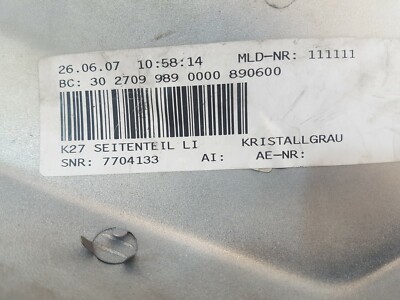 26.06.07 10:58:14 MLD-NR: 111111
BC: 30 2709 989 0000 890600
K27 SEITENTEIL LI KRISTALLGRAU
SNR: 7704133 AI: AE-NR: